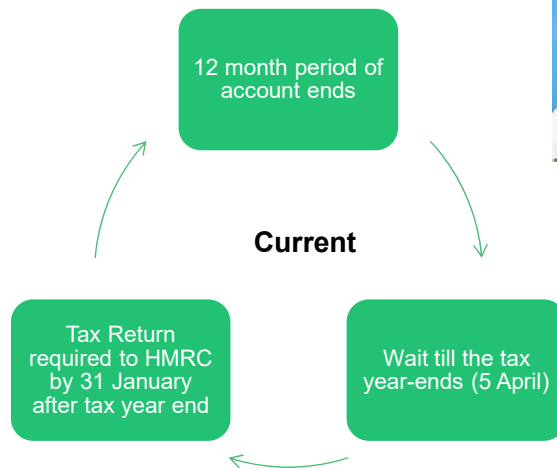 12 month period of
account ends
Current
Tax Return
required to HMRC
by 31 January
after tax year end
Wait till the tax
year-ends (5 April)